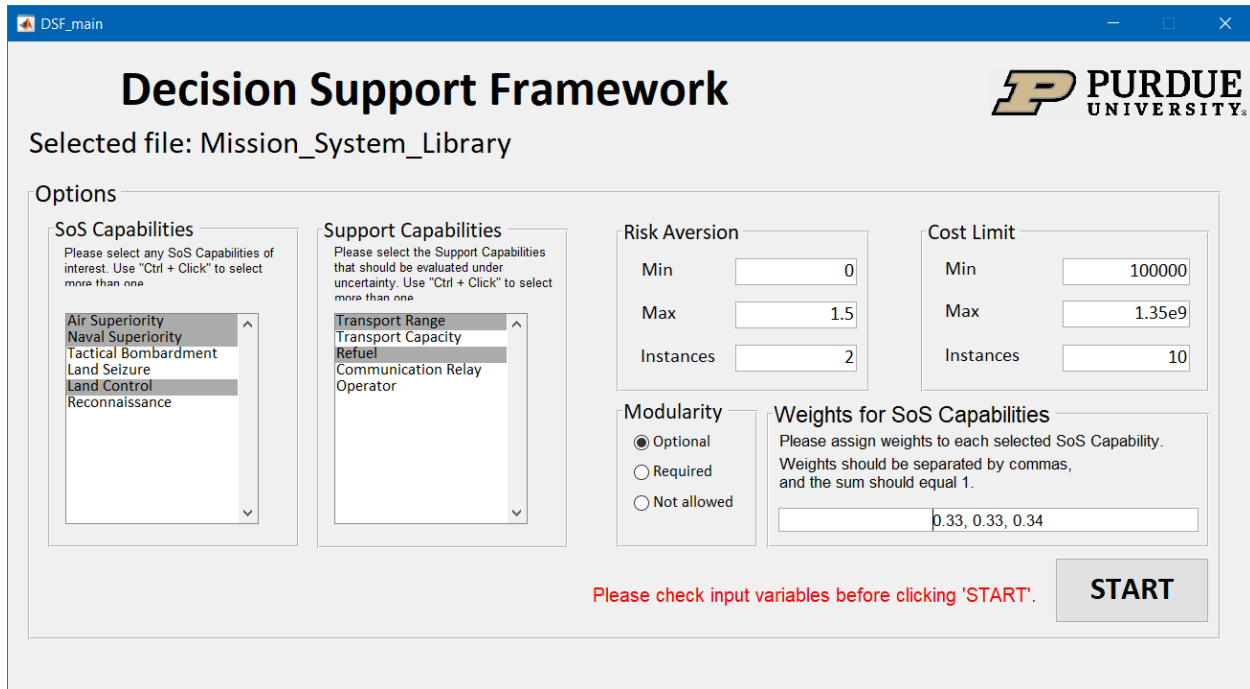 DSF_main
Decision Support Framework
PURDUE
UNIVERSITY®
Selected file: Mission_System_Library
Options
SoS Capabilities
Please select any SoS Capabilities of
interest. Use "Ctrl + Click" to select
more than one
Air Superiority
Naval Superiority
Tactical Bombardment
Land Seizure
Land Control
Reconnaissance
Support Capabilities
Please select the Support Capabilities
that should be evaluated under
uncertainty. Use "Ctrl + Click" to select
more than one
Transport Range
Transport Capacity
Refuel
Communication Relay
Operator
Risk Aversion
Min 0
Max 1.5
Instances 2
Cost Limit
Min 100000
Max 1.35e9
Instances 10
Modularity
Optional
Required
Not allowed
Weights for SoS Capabilities
Please assign weights to each selected SoS Capability.
Weights should be separated by commas,
and the sum should equal 1.
0.33, 0.33, 0.34
Please check input variables before clicking 'START'.
START